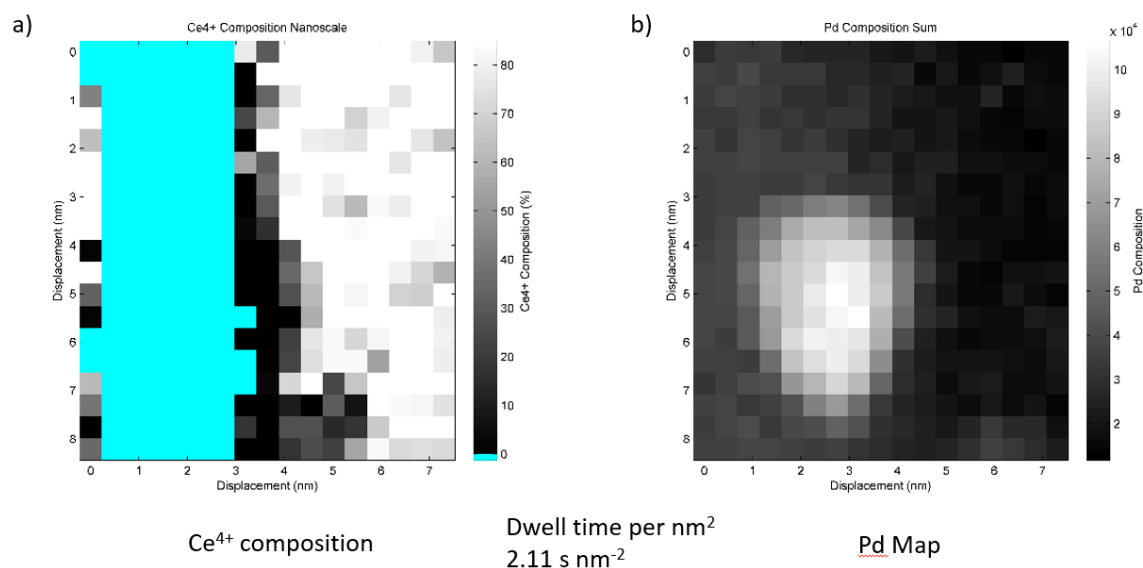 a)
Ce4+ Composition Nanoscale
0
1
2
3
4
5
6
7
8
Displacement (nm)
0 1 2 3 4 5 6 7
Displacement (nm)
80
70
60
50
40
30
20
10
0
Ce4+ Composition (%)
b)
Pd Composition Sum
0
1
2
3
4
5
6
7
8
Displacement (nm)
0 1 2 3 4 5 6 7
Displacement (nm)
x 10⁴
10
9
8
7
6
5
4
3
2
Pd Composition
Ce⁴⁺ composition
Dwell time per nm²
2.11 s nm⁻²
Pd Map